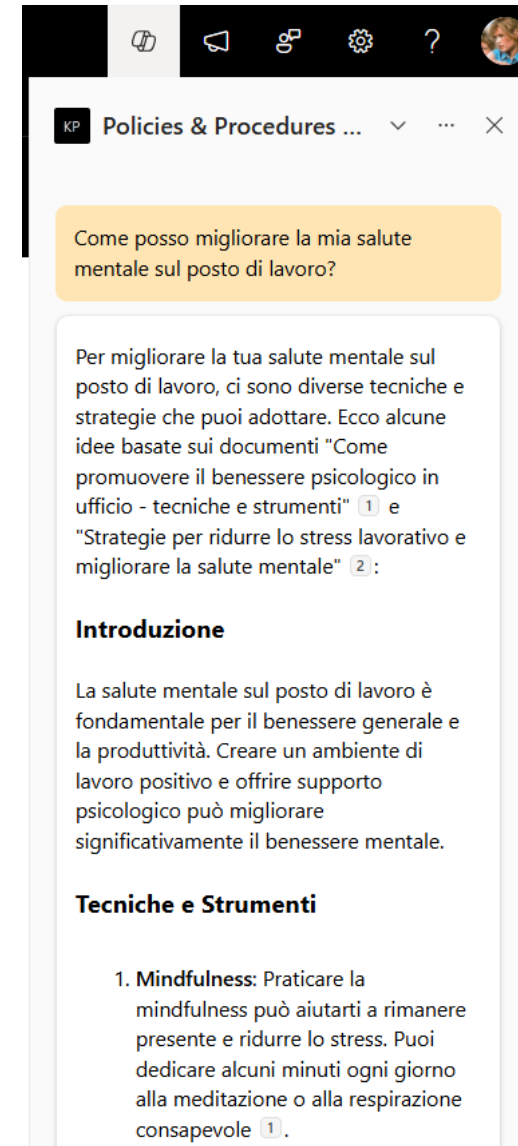 ?
KP Policies & Procedures ... ...
Come posso migliorare la mia salute
mentale sul posto di lavoro?
Per migliorare la tua salute mentale sul
posto di lavoro, ci sono diverse tecniche e
strategie che puoi adottare. Ecco alcune
idee basate sui documenti "Come
promuovere il benessere psicologico in
ufficio - tecniche e strumenti" 1 e
"Strategie per ridurre lo stress lavorativo e
migliorare la salute mentale" 2 :
Introduzione
La salute mentale sul posto di lavoro è
fondamentale per il benessere generale e
la produttività. Creare un ambiente di
lavoro positivo e offrire supporto
psicologico può migliorare
significativamente il benessere mentale.
Tecniche e Strumenti
1. Mindfulness: Praticare la
mindfulness può aiutarti a rimanere
presente e ridurre lo stress. Puoi
dedicare alcuni minuti ogni giorno
alla meditazione o alla respirazione
consapevole 1 .